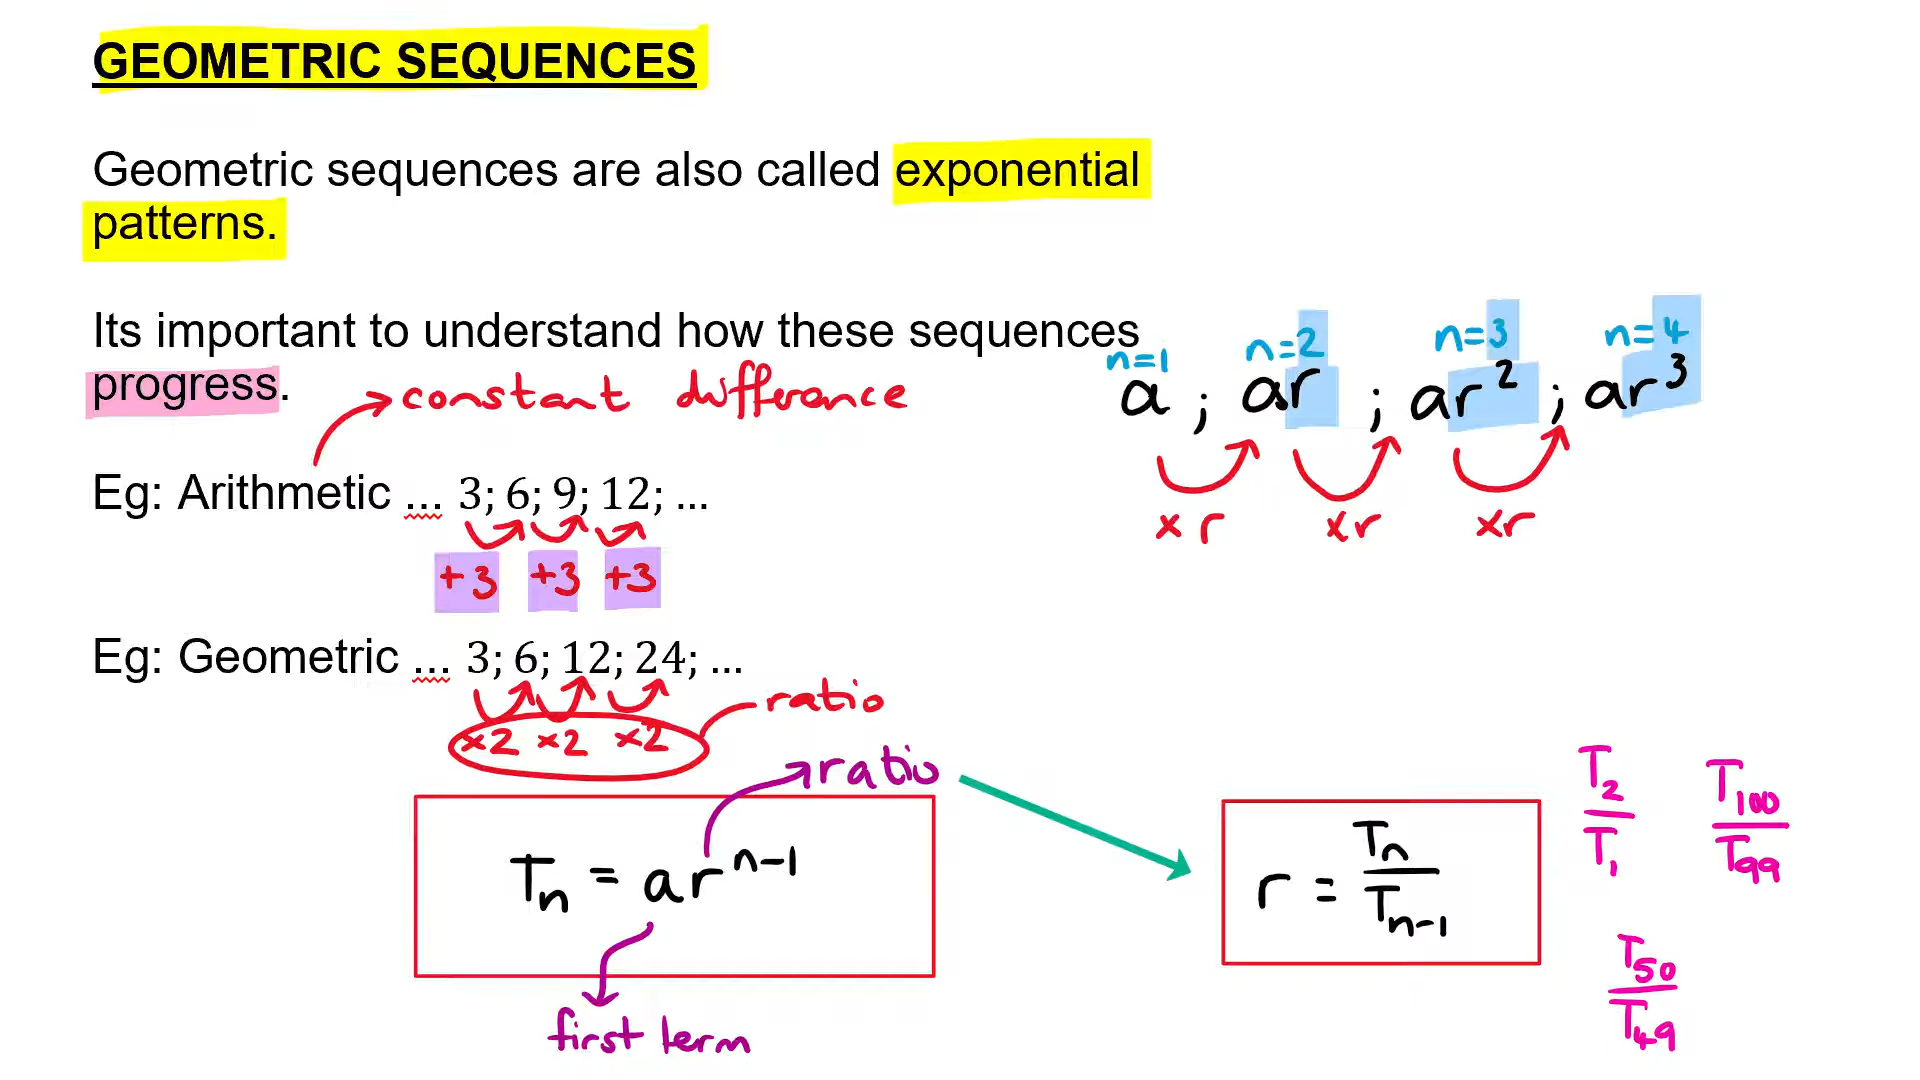 GEOMETRIC SEQUENCES
Geometric sequences are also called exponential
patterns.
Its important to understand how these sequences
progress.
constant difference
n=1 n=2 n=3 n=4
a ; ar ; ar² ; ar³
× r ×r ×r
Eg: Arithmetic ... 3; 6; 9; 12; ...
+3 +3 +3
Eg: Geometric ... 3; 6; 12; 24; ...
×2 ×2 ×2
ratio
ratio
Tₙ = arⁿ⁻¹
first term
r = Tₙ/Tₙ₋₁
T₂/T₁
T₁₀₀/T₉₉
T₅₀/T₄₉